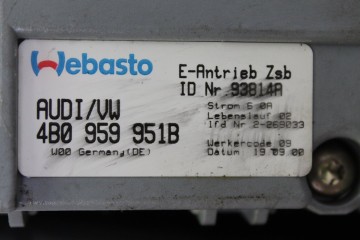 Webasto
E-Antrieb Zsb
ID Nr 93814A
AUDI/VW
4B0 959 951B
W00 Germany(DE)
Strom 6.0A
Lebenslauf 02
lfd Nr 2-269033
Werkercode 09
Datum 19.09.00